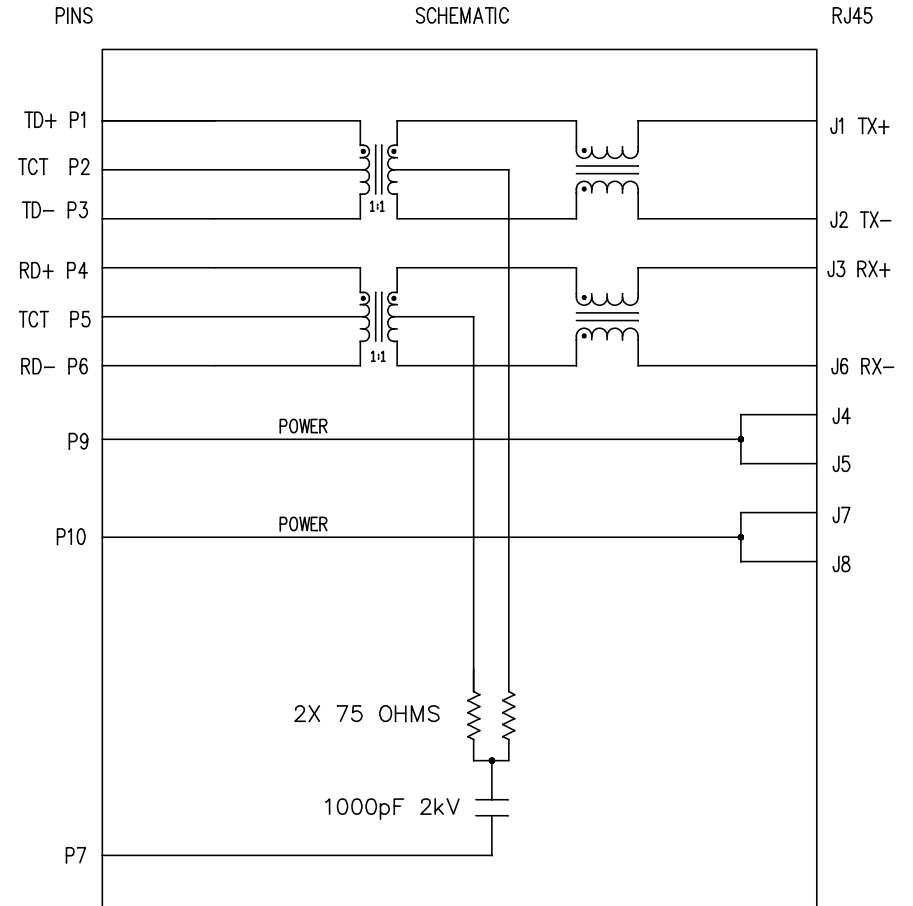 PINS SCHEMATIC RJ45
TD+ P1 J1 TX+
TCT P2
1:1
TD- P3 J2 TX-
RD+ P4 J3 RX+
TCT P5
1:1
RD- P6 J6 RX-
J4
POWER
P9
J5
J7
POWER
P10
J8
2X 75 OHMS
1000pF 2kV
P7